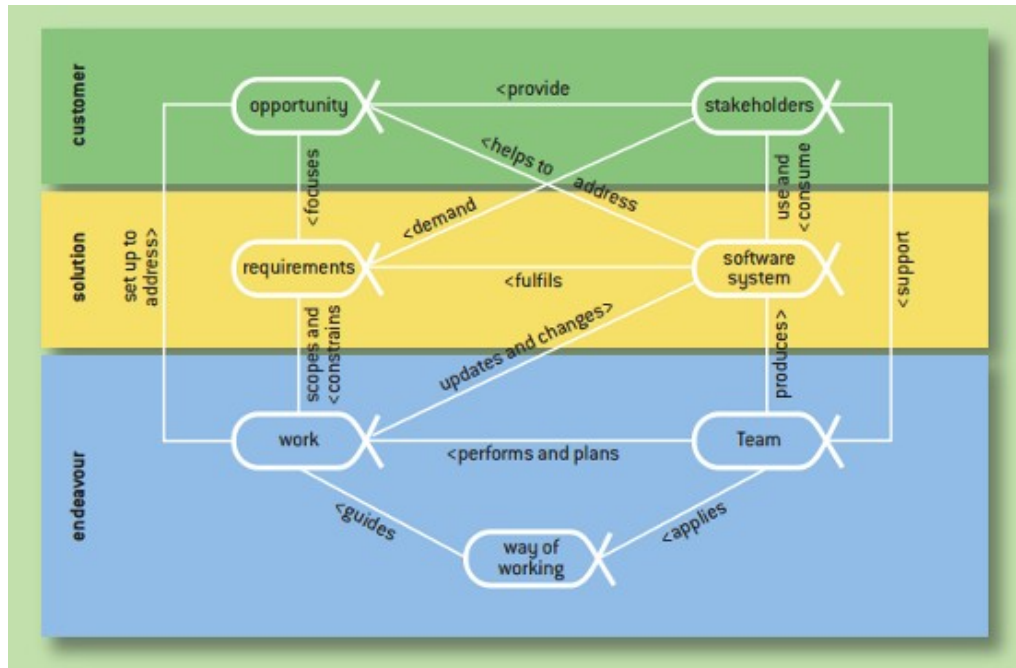 customer
opportunity
<provide
stakeholders
<helps to
address
<focuses
use and
<consume
solution
set up to
address>
<demand
requirements
<fulfils
software
system
<support
scopes and
<constrains
updates and changes>
produces>
endeavour
work
<performs and plans
Team
<guides
<applies
way of
working